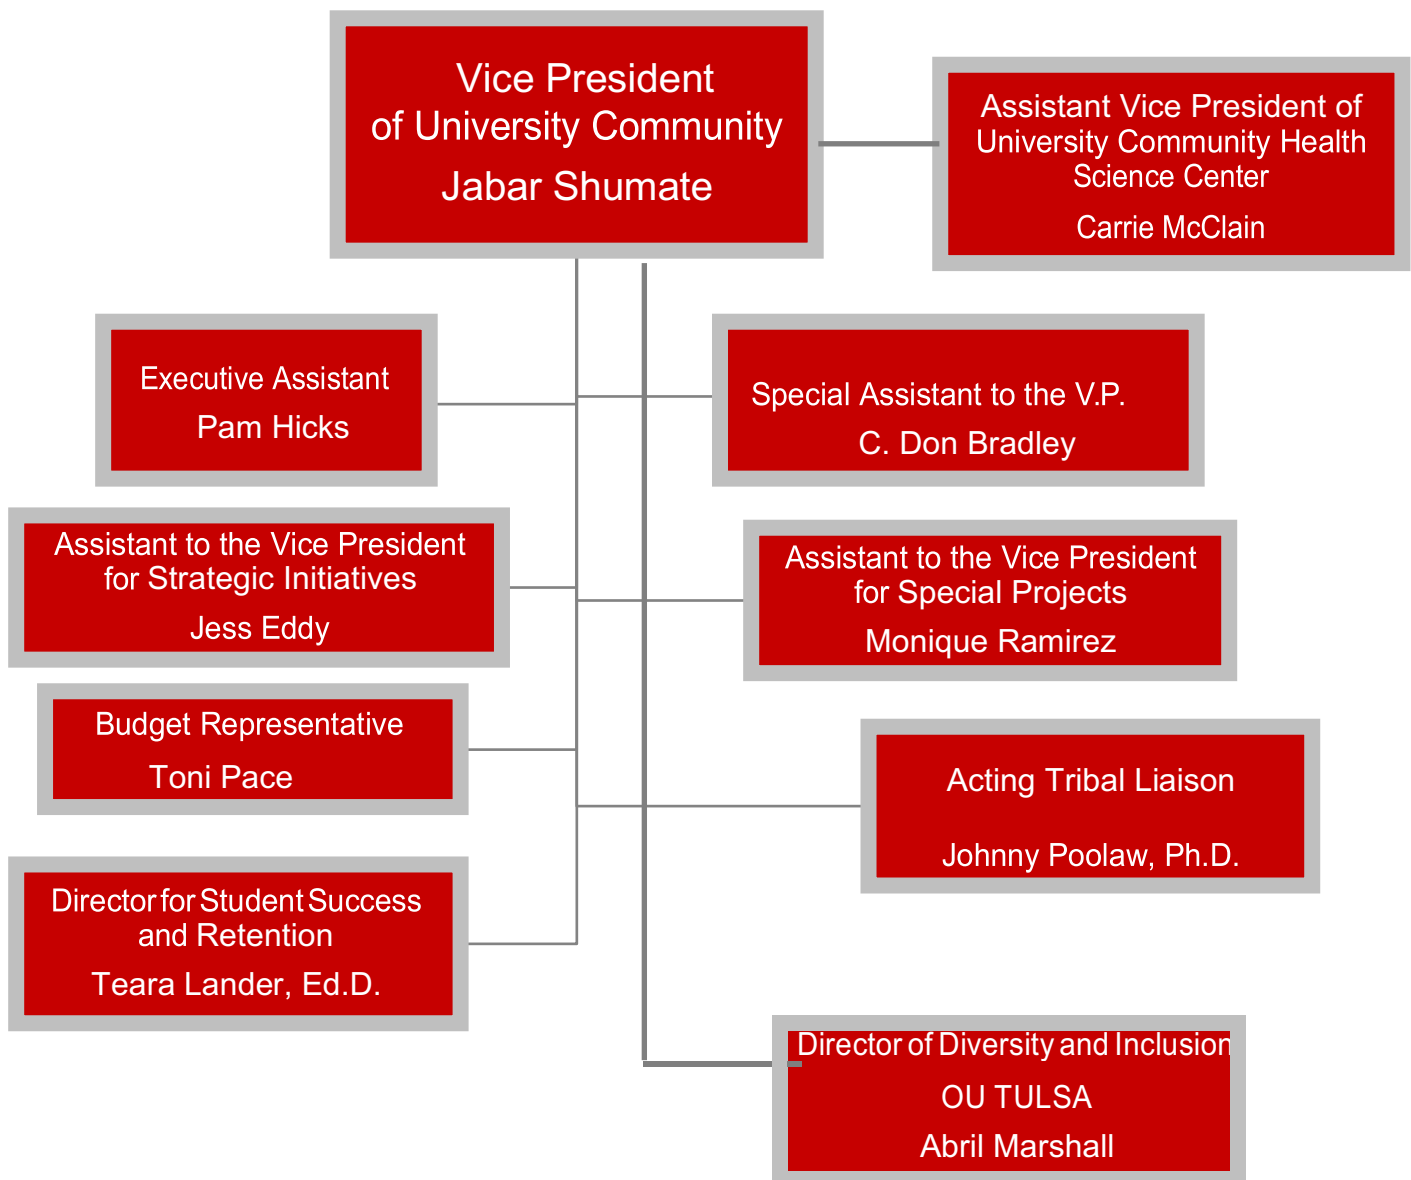 Vice President
of University Community
Jabar Shumate
Assistant Vice President of
University Community Health
Science Center
Carrie McClain
Executive Assistant
Pam Hicks
Special Assistant to the V.P.
C. Don Bradley
Assistant to the Vice President
for Strategic Initiatives
Jess Eddy
Assistant to the Vice President
for Special Projects
Monique Ramirez
Budget Representative
Toni Pace
Acting Tribal Liaison
Johnny Poolaw, Ph.D.
Director for Student Success
and Retention
Teara Lander, Ed.D.
Director of Diversity and Inclusion
OU TULSA
Abril Marshall